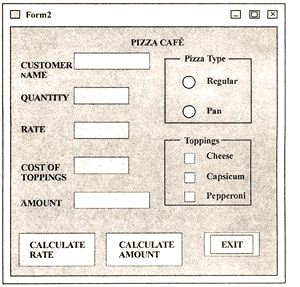 Form2
PIZZA CAFÉ
CUSTOMER
NAME
QUANTITY
RATE
COST OF
TOPPINGS
AMOUNT
Pizza Type
Regular
Pan
Toppings
Cheese
Capsicum
Pepperoni
CALCULATE
RATE
CALCULATE
AMOUNT
EXIT